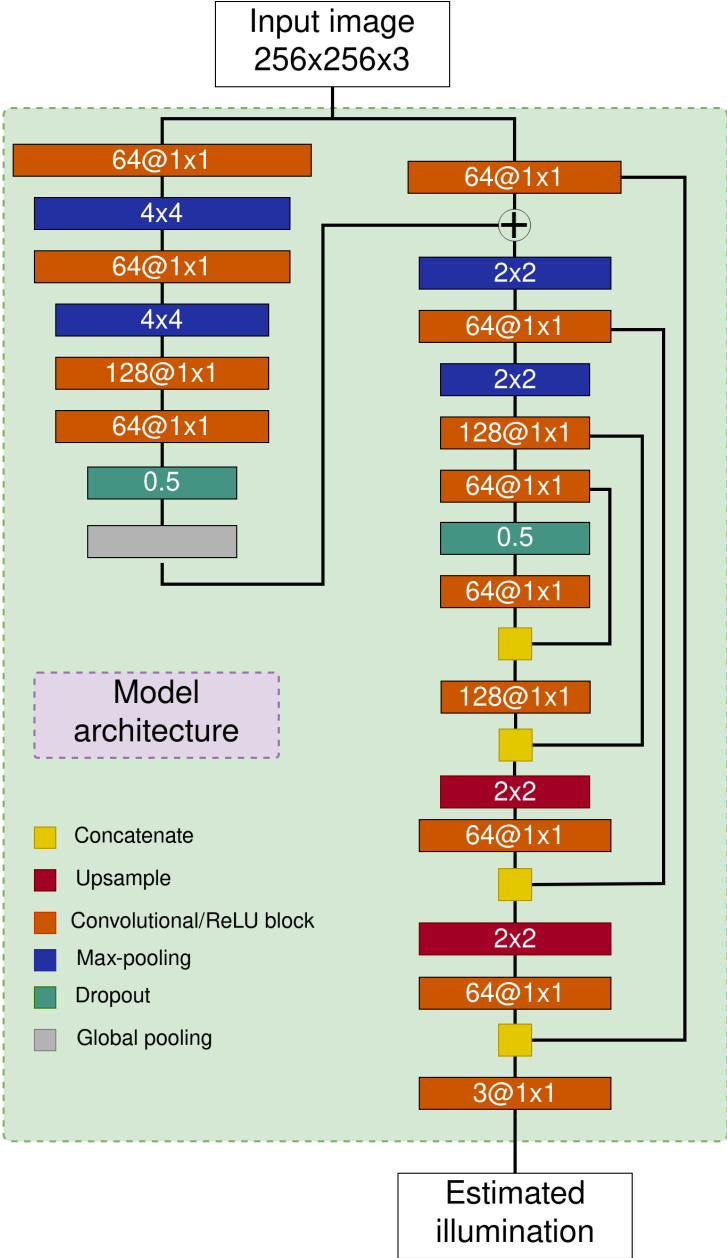 Input image
256x256x3
64@1x1
4x4
64@1x1
4x4
128@1x1
64@1x1
0.5
64@1x1
2x2
64@1x1
2x2
128@1x1
64@1x1
0.5
64@1x1
128@1x1
2x2
64@1x1
2x2
64@1x1
3@1x1
Model
architecture
Concatenate
Upsample
Convolutional/ReLU block
Max-pooling
Dropout
Global pooling
Estimated
illumination